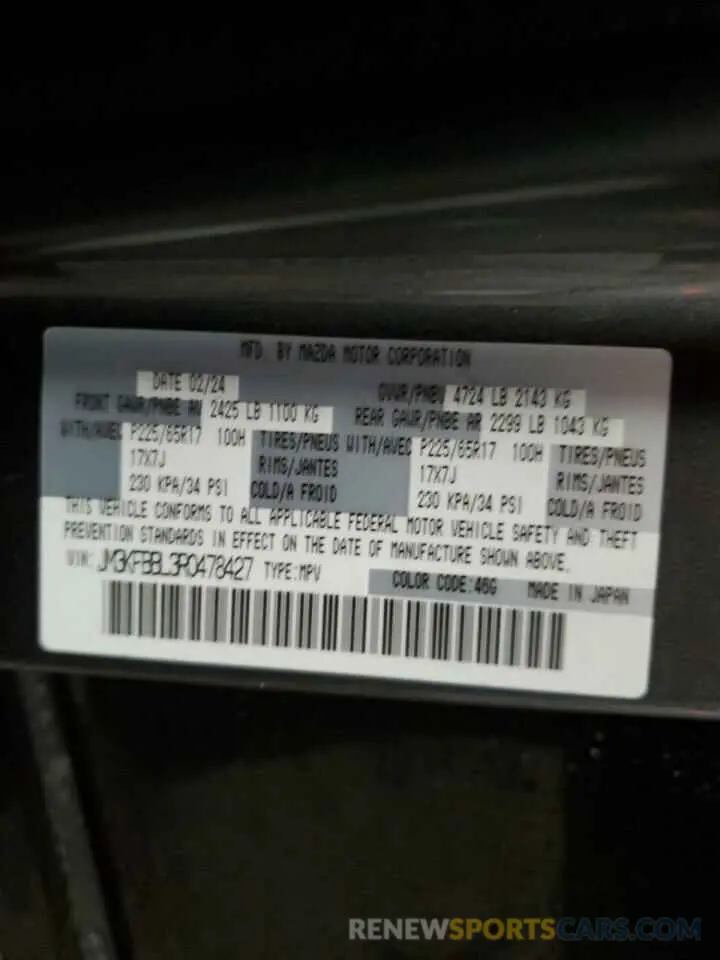 MFD. BY MAZDA MOTOR CORPORATION
DATE 02/24 GVWR/PNBV 4724 LB 2143 KG
FRONT GAWR/PNBE AV 2425 LB 1100 KG REAR GAWR/PNBE AR 2299 LB 1043 KG
WITH/AVEC P225/65R17 100H TIRES/PNEUS WITH/AVEC P225/65R17 100H TIRES/PNEUS
17X7J RIMS/JANTES 17X7J RIMS/JANTES
230 KPA/34 PSI COLD/A FROID 230 KPA/34 PSI COLD/A FROID
THIS VEHICLE CONFORMS TO ALL APPLICABLE FEDERAL MOTOR VEHICLE SAFETY AND THEFT
PREVENTION STANDARDS IN EFFECT ON THE DATE OF MANUFACTURE SHOWN ABOVE.
VIN: JM3KFBBL3R0478427 TYPE:MPV COLOR CODE:46G MADE IN JAPAN
RENEWSPORTSCARS.COM